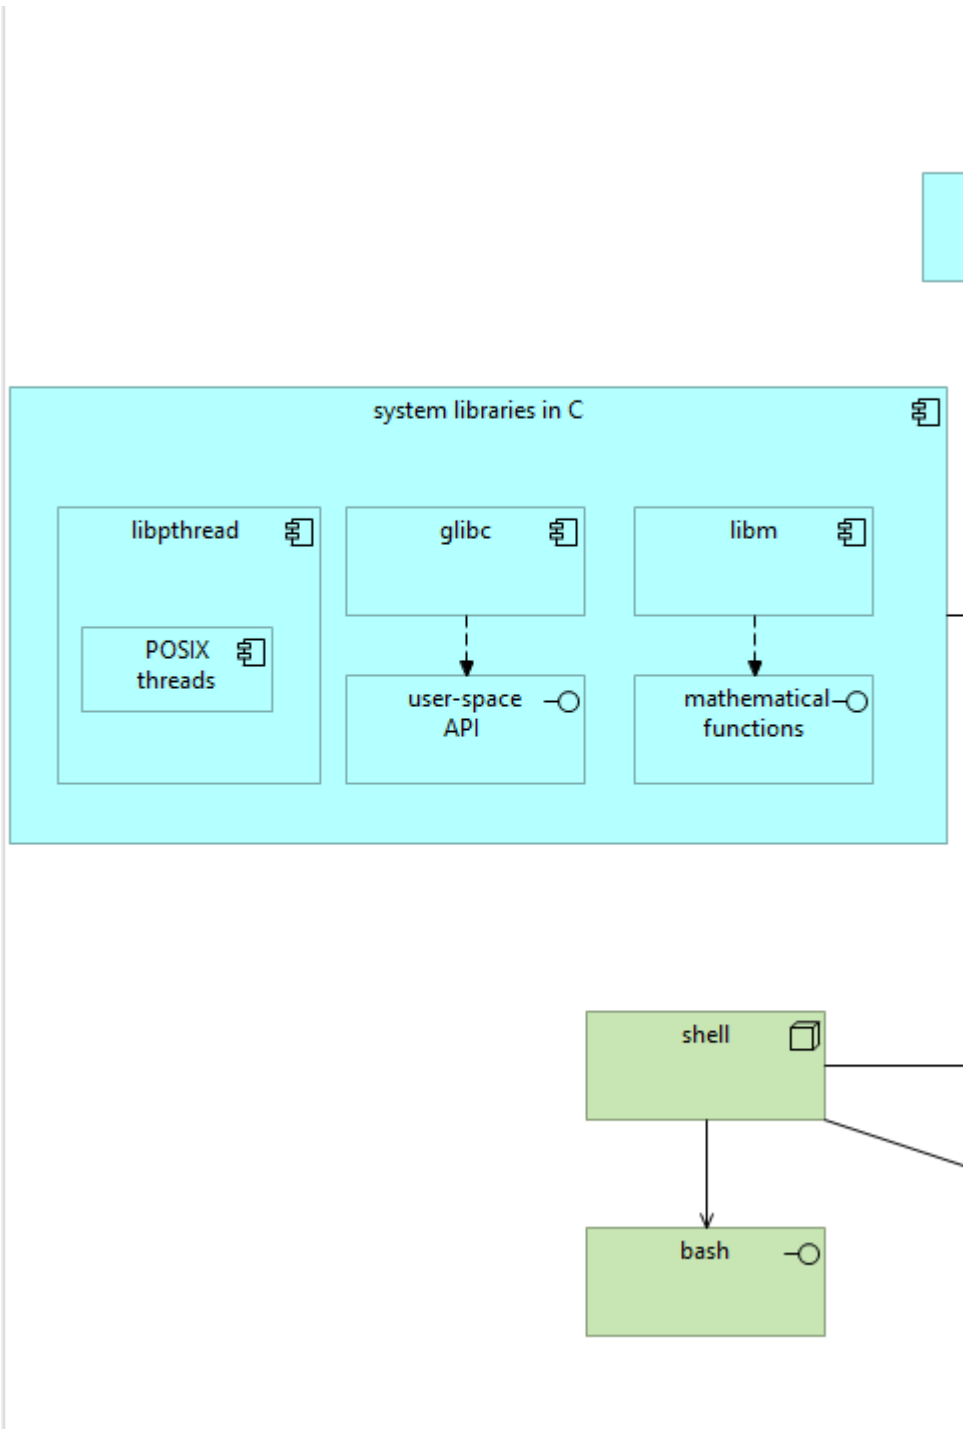 system libraries in C
libpthread
glibc
libm
POSIX
threads
user-space
API
mathematical
functions
shell
bash